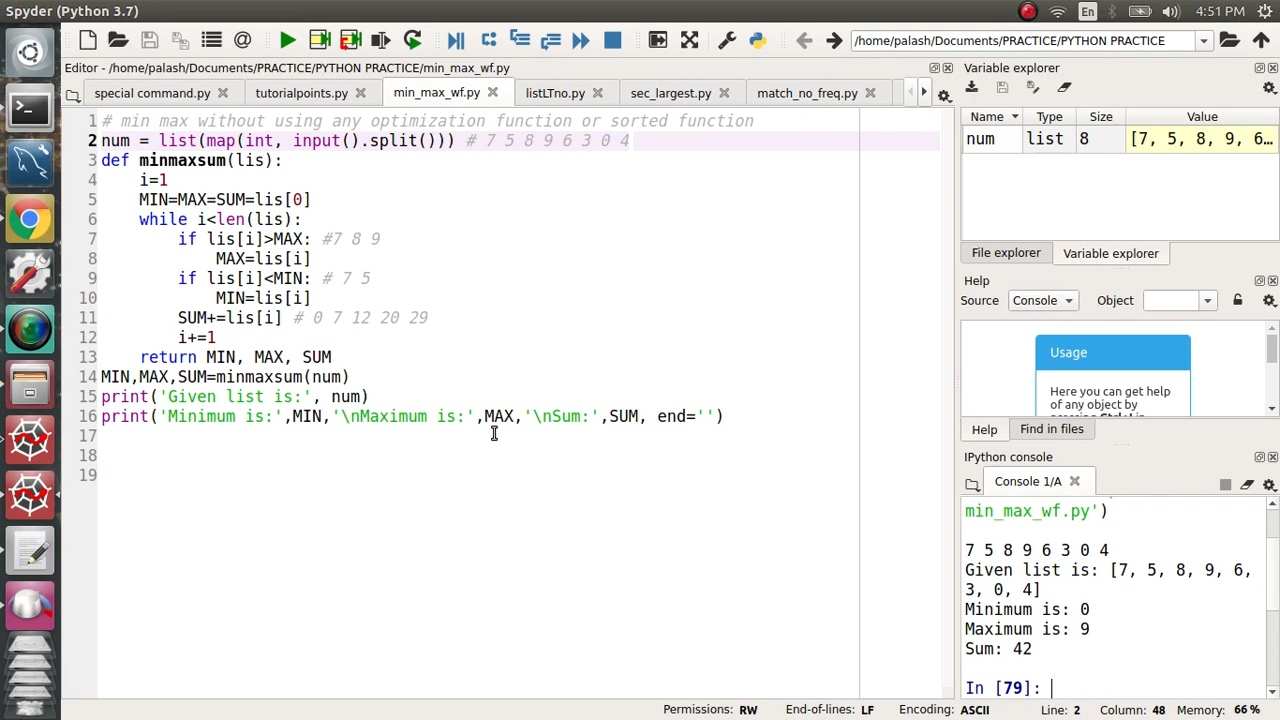 Spyder (Python 3.7)
En
4:51 PM
/home/palash/Documents/PRACTICE/PYTHON PRACTICE
Editor - /home/palash/Documents/PRACTICE/PYTHON PRACTICE/min_max_wf.py
special command.py
tutorialpoints.py
min_max_wf.py
listLTno.py
sec_largest.py
match_no_freq.py
1 # min max without using any optimization function or sorted function
2 num = list(map(int, input().split())) # 7 5 8 9 6 3 0 4
3 def minmaxsum(lis):
4     i=1
5     MIN=MAX=SUM=lis[0]
6     while i<len(lis):
7         if lis[i]>MAX: #7 8 9
8             MAX=lis[i]
9         if lis[i]<MIN: # 7 5
10             MIN=lis[i]
11         SUM+=lis[i] # 0 7 12 20 29
12         i+=1
13     return MIN, MAX, SUM
14 MIN,MAX,SUM=minmaxsum(num)
15 print('Given list is:', num)
16 print('Minimum is:',MIN,'\nMaximum is:',MAX,'\nSum:',SUM, end='')
17
18
19
Variable explorer
Name Type Size Value
num list 8 [7, 5, 8, 9, 6…
File explorer Variable explorer
Help
Source Console Object
Usage
Here you can get help
of any object by
Help Find in files
IPython console
Console 1/A
min_max_wf.py')
7 5 8 9 6 3 0 4
Given list is: [7, 5, 8, 9, 6,
3, 0, 4]
Minimum is: 0
Maximum is: 9
Sum: 42
In [79]:
Permissions: RW End-of-lines: LF Encoding: ASCII Line: 2 Column: 48 Memory: 66 %